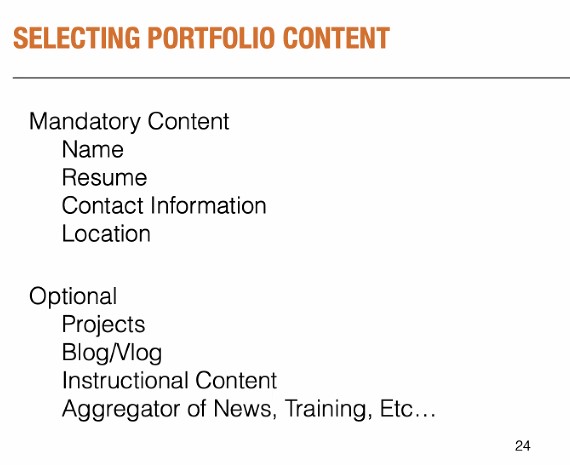 SELECTING PORTFOLIO CONTENT
Mandatory Content
Name
Resume
Contact Information
Location
Optional
Projects
Blog/Vlog
Instructional Content
Aggregator of News, Training, Etc…
24